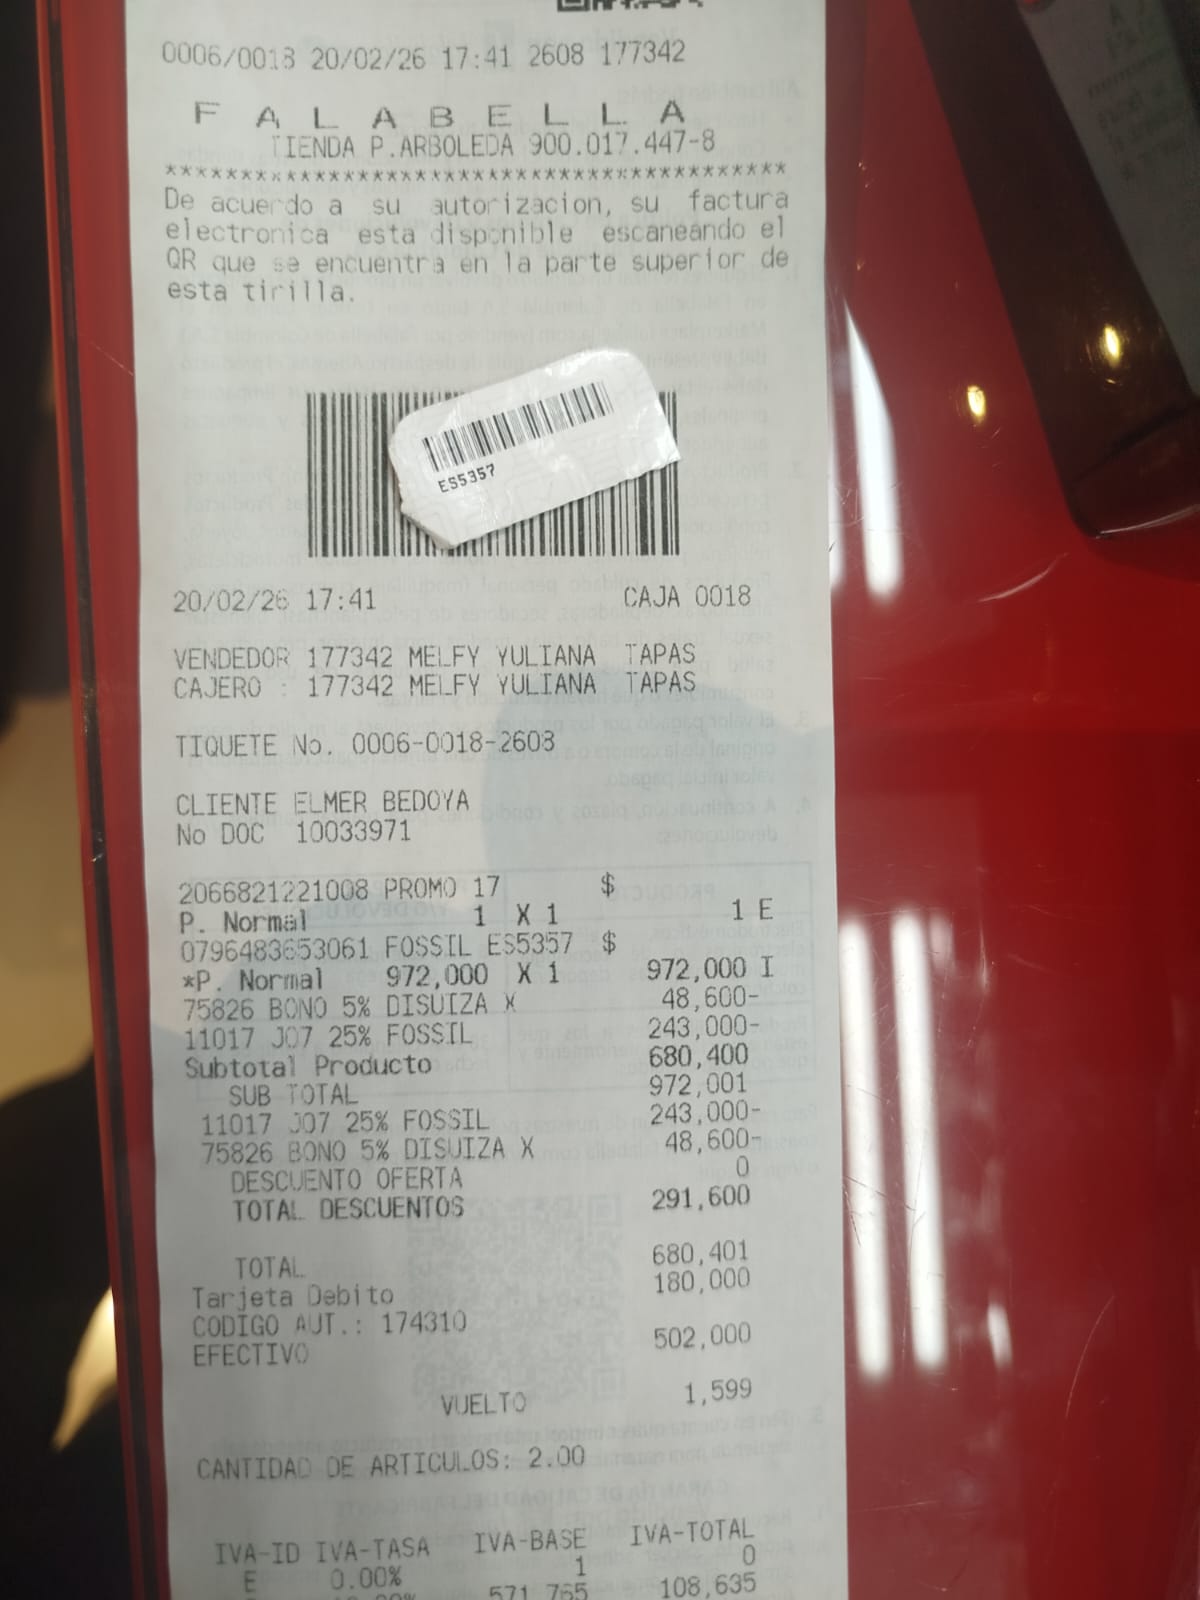 0006/0018 20/02/26 17:41 2608 177342
F A L A B E L L A
TIENDA P.ARBOLEDA 900.017.447-8
******************************************
De acuerdo a su autorizacion, su factura
electronica esta disponible escaneando el
QR que se encuentra en la parte superior de
esta tirilla.
ES5357
20/02/26 17:41 CAJA 0018
VENDEDOR 177342 MELFY YULIANA TAPAS
CAJERO : 177342 MELFY YULIANA TAPAS
TIQUETE No. 0006-0018-2608
CLIENTE ELMER BEDOYA
No DOC 10033971
2066821221008 PROMO 17 $
P. Normal 1 X 1 1 E
0796483653061 FOSSIL ES5357 $
*P. Normal 972,000 X 1 972,000 I
75826 BONO 5% DISUIZA X 48,600-
11017 J07 25% FOSSIL 243,000-
Subtotal Producto 680,400
SUB TOTAL 972,001
11017 J07 25% FOSSIL 243,000-
75826 BONO 5% DISUIZA X 48,600-
DESCUENTO OFERTA 0
TOTAL DESCUENTOS 291,600
TOTAL 680,401
Tarjeta Debito 180,000
CODIGO AUT.: 174310
EFECTIVO 502,000
VUELTO 1,599
CANTIDAD DE ARTICULOS: 2.00
IVA-ID IVA-TASA IVA-BASE IVA-TOTAL
E 0.00% 1 0
571,765 108,635